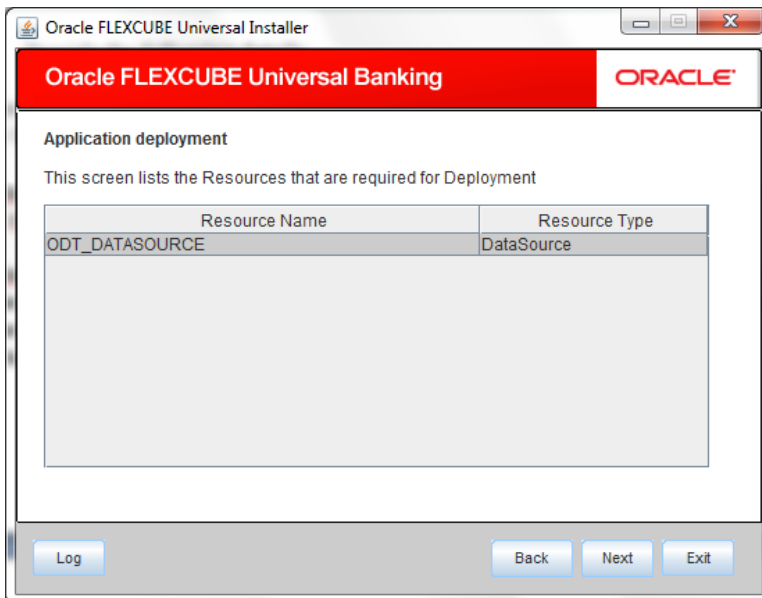 Oracle FLEXCUBE Universal Installer
Oracle FLEXCUBE Universal Banking
ORACLE
Application deployment
This screen lists the Resources that are required for Deployment
Resource Name Resource Type
ODT_DATASOURCE DataSource
Log Back Next Exit